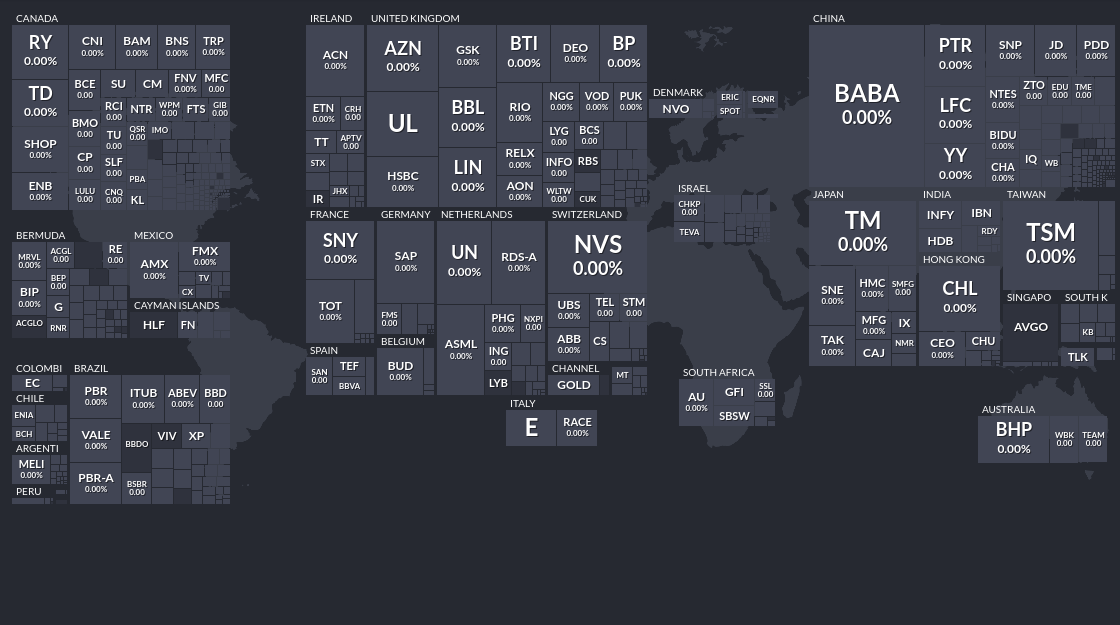 CANADA
RY
0.00%
CNI
0.00%
BAM
0.00%
BNS
0.00%
TRP
0.00%
TD
0.00%
BCE
0.00
SU
CM
FNV
0.00%
MFC
0.00
RCI
0.00
NTR
WPM
0.00
FTS
GIB
0.00
BMO
0.00
SHOP
0.00%
TU
0.00
QSR
0.00
IMO
CP
0.00
SLF
0.00
PBA
ENB
0.00%
LULU
0.00
CNQ
0.00
KL
BERMUDA
MRVL
0.00%
ACGL
0.00
RE
0.00
BIP
0.00%
BEP
0.00
G
ACGLO
RNR
MEXICO
AMX
0.00%
FMX
0.00%
TV
CX
CAYMAN ISLANDS
HLF
FN
COLOMBI
EC
CHILE
ENIA
BCH
ARGENTI
MELI
0.00%
PERU
BRAZIL
PBR
0.00%
ITUB
0.00%
ABEV
0.00%
BBD
0.00
VALE
0.00%
BBDO
VIV
XP
PBR-A
0.00%
BSBR
0.00
IRELAND
ACN
0.00%
ETN
0.00%
CRH
0.00
TT
APTV
0.00
STX
IR
JHX
UNITED KINGDOM
AZN
0.00%
GSK
0.00%
BTI
0.00%
DEO
0.00%
BP
0.00%
UL
BBL
0.00%
RIO
0.00%
NGG
0.00
VOD
0.00
PUK
0.00
LYG
0.00
BCS
0.00
HSBC
0.00%
LIN
0.00%
RELX
0.00%
INFO
0.00
RBS
AON
0.00%
WLTW
0.00
CUK
FRANCE
SNY
0.00%
TOT
0.00%
GERMANY
SAP
0.00%
FMS
0.00
NETHERLANDS
UN
0.00%
RDS-A
0.00%
ASML
0.00%
PHG
0.00%
NXPI
0.00
ING
0.00
LYB
SWITZERLAND
NVS
0.00%
UBS
0.00%
TEL
0.00
STM
0.00
ABB
0.00%
CS
SPAIN
SAN
0.00
TEF
0.00%
BBVA
BELGIUM
BUD
0.00%
CHANNEL
GOLD
MT
ITALY
E
RACE
0.00%
DENMARK
NVO
ERIC
SPOT
EQNR
ISRAEL
CHKP
0.00
TEVA
SOUTH AFRICA
AU
0.00%
GFI
SSL
0.00
SBSW
CHINA
BABA
0.00%
PTR
0.00%
SNP
0.00
JD
0.00
PDD
0.00
LFC
0.00%
NTES
0.00
ZTO
0.00
EDU
0.00
TME
0.00
BIDU
0.00
YY
0.00%
CHA
0.00%
IQ
WB
JAPAN
TM
0.00%
SNE
0.00%
HMC
0.00%
SMFG
0.00
MFG
0.00
IX
TAK
0.00%
CAJ
NMR
INDIA
INFY
IBN
HDB
RDY
HONG KONG
CHL
0.00%
CEO
0.00%
CHU
TAIWAN
TSM
0.00%
SINGAPO
AVGO
SOUTH K
KB
TLK
AUSTRALIA
BHP
0.00%
WBK
0.00
TEAM
0.00